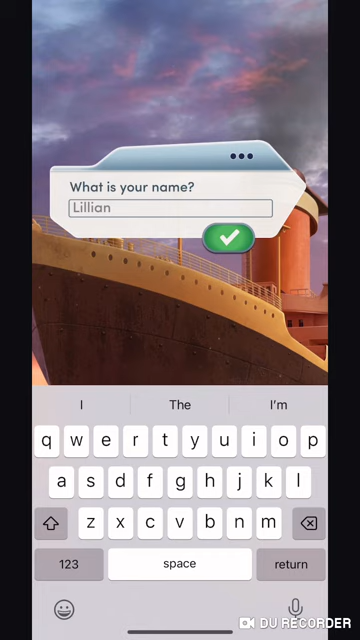 What is your name?
Lillian
I
The
I'm
q w e r t y u i o p
a s d f g h j k l
z x c v b n m
123
space
return
DU RECORDER